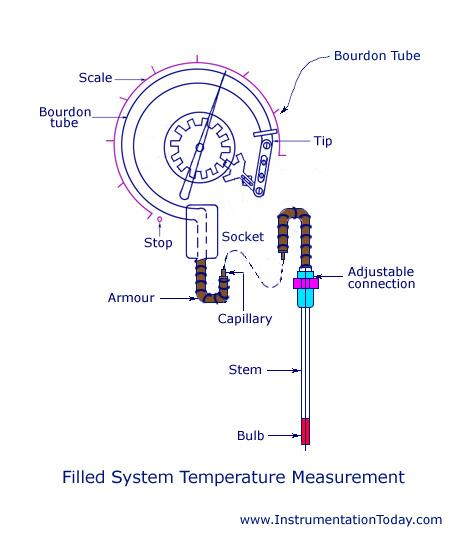 Bourdon Tube
Scale
Bourdon
tube
Tip
Stop
Socket
Adjustable
connection
Armour
Capillary
Stem
Bulb
Filled System Temperature Measurement
www.InstrumentationToday.com